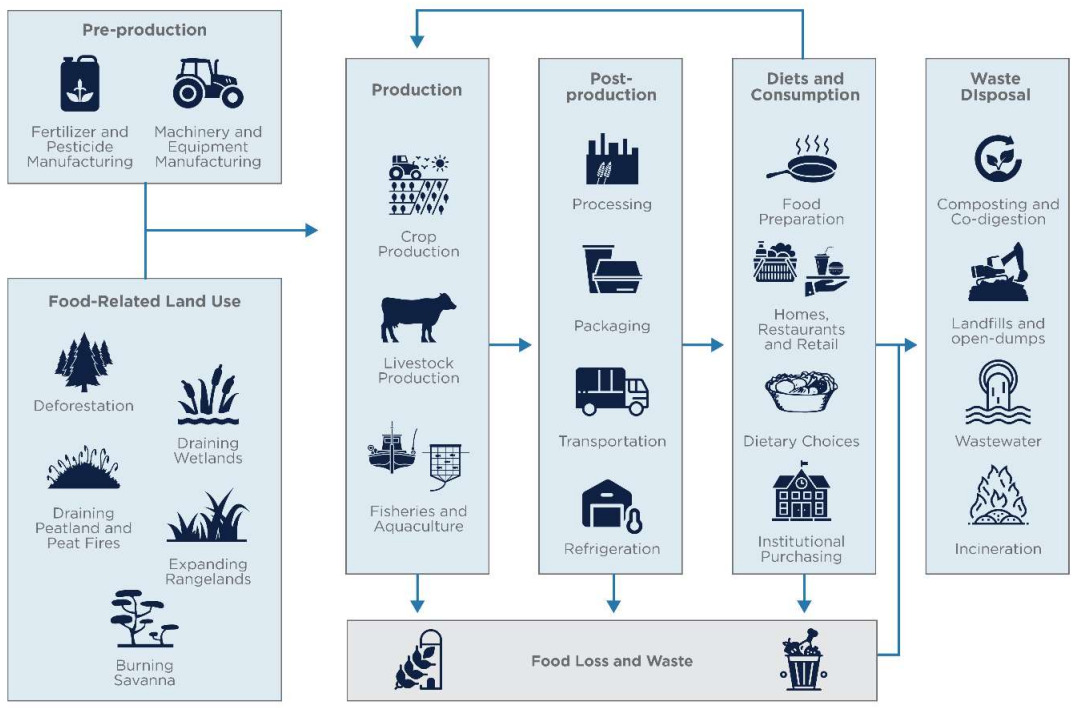 Pre-production
Fertilizer and
Pesticide
Manufacturing
Machinery and
Equipment
Manufacturing
Food-Related Land Use
Deforestation
Draining
Wetlands
Draining
Peatland and
Peat Fires
Expanding
Rangelands
Burning
Savanna
Production
Crop
Production
Livestock
Production
Fisheries and
Aquaculture
Post-
production
Processing
Packaging
Transportation
Refrigeration
Diets and
Consumption
Food
Preparation
Homes,
Restaurants
and Retail
Dietary Choices
Institutional
Purchasing
Waste
DIsposal
Composting and
Co-digestion
Landfills and
open-dumps
Wastewater
Incineration
Food Loss and Waste